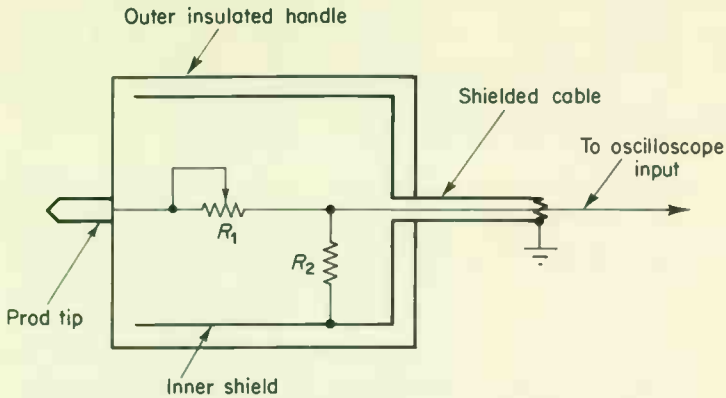 Outer insulated handle
Shielded cable
To oscilloscope
input
R1
R2
Prod tip
Inner shield